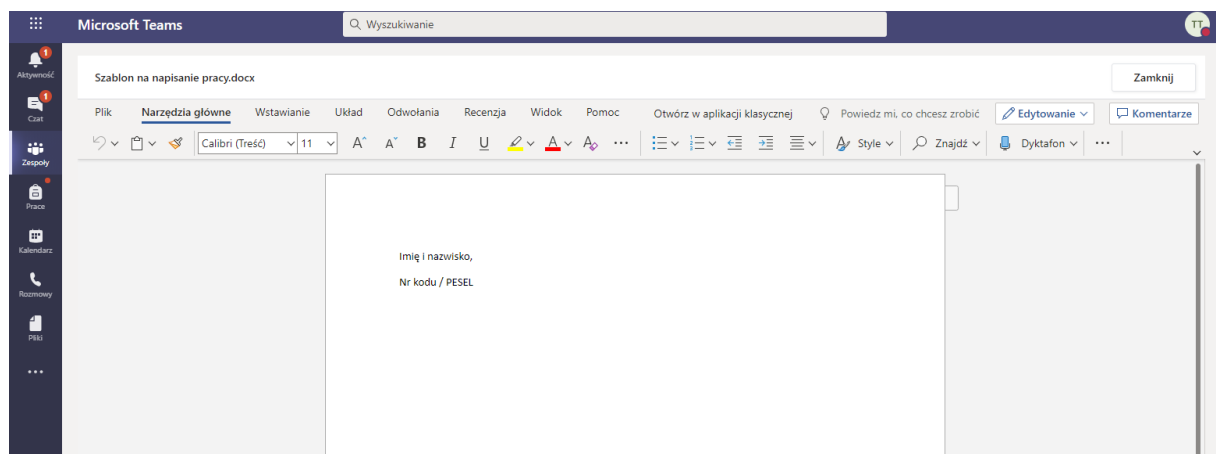 Microsoft Teams
Wyszukiwanie
TT
1
Aktywność
1
Czat
Zespoły
Prace
Kalendarz
Rozmowy
Pliki
Szablon na napisanie pracy.docx
Zamknij
Plik Narzędzia główne Wstawianie Układ Odwołania Recenzja Widok Pomoc Otwórz w aplikacji klasycznej Powiedz mi, co chcesz zrobić Edytowanie Komentarze
Calibri (Treść) 11 A A B I U A A Style Znajdź Dyktafon
Imię i nazwisko,
Nr kodu / PESEL